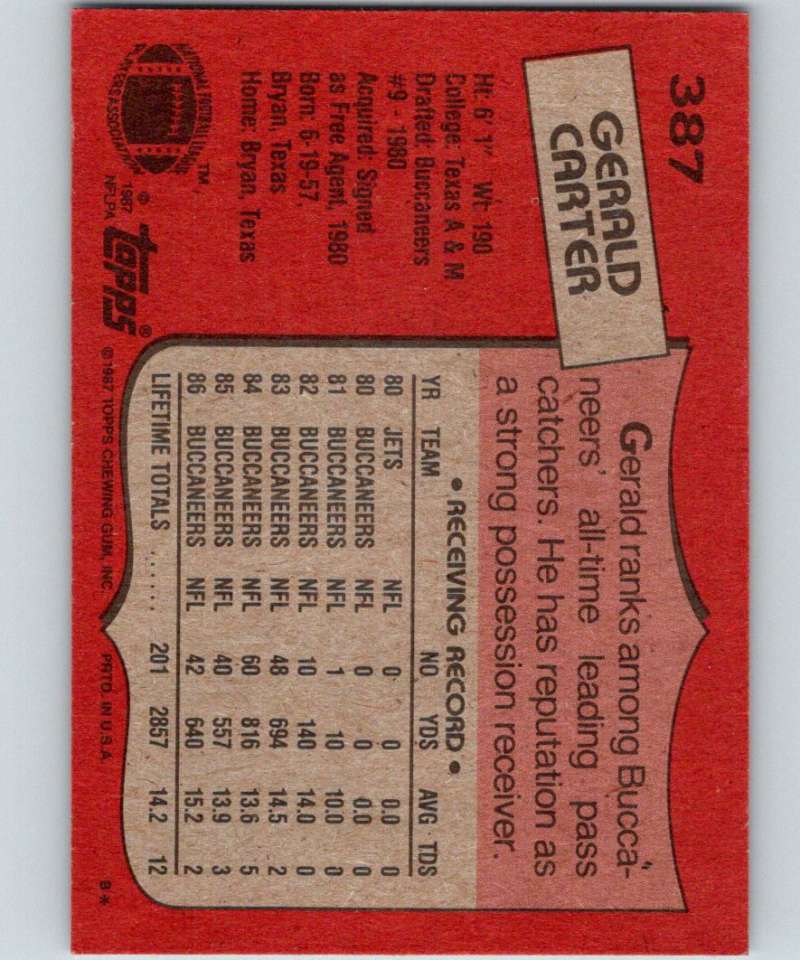 387
GERALD
CARTER
Ht: 6' 1" Wt: 190
College: Texas A & M
Drafted: Buccaneers
#9 - 1980
Acquired: Signed
as Free Agent, 1980
Born: 6-19-57,
Bryan, Texas
Home: Bryan, Texas
NATIONAL FOOTBALL LEAGUE
PLAYERS ASSOCIATION
TM
© 1987
NFLPA
topps®
Gerald ranks among Bucca-
neers' all-time leading pass
catchers. He has reputation as
a strong possession receiver.
• RECEIVING RECORD •
YR TEAM NO YDS AVG TDS
80 JETS NFL 0 0 0.0 0
80 BUCCANEERS NFL 0 0 0.0 0
81 BUCCANEERS NFL 1 10 10.0 0
82 BUCCANEERS NFL 10 140 14.0 0
83 BUCCANEERS NFL 48 694 14.5 2
84 BUCCANEERS NFL 60 816 13.6 5
85 BUCCANEERS NFL 40 557 13.9 3
86 BUCCANEERS NFL 42 640 15.2 2
LIFETIME TOTALS ...... 201 2857 14.2 12
©1987 TOPPS CHEWING GUM, INC. PRTD. IN U.S.A. B*